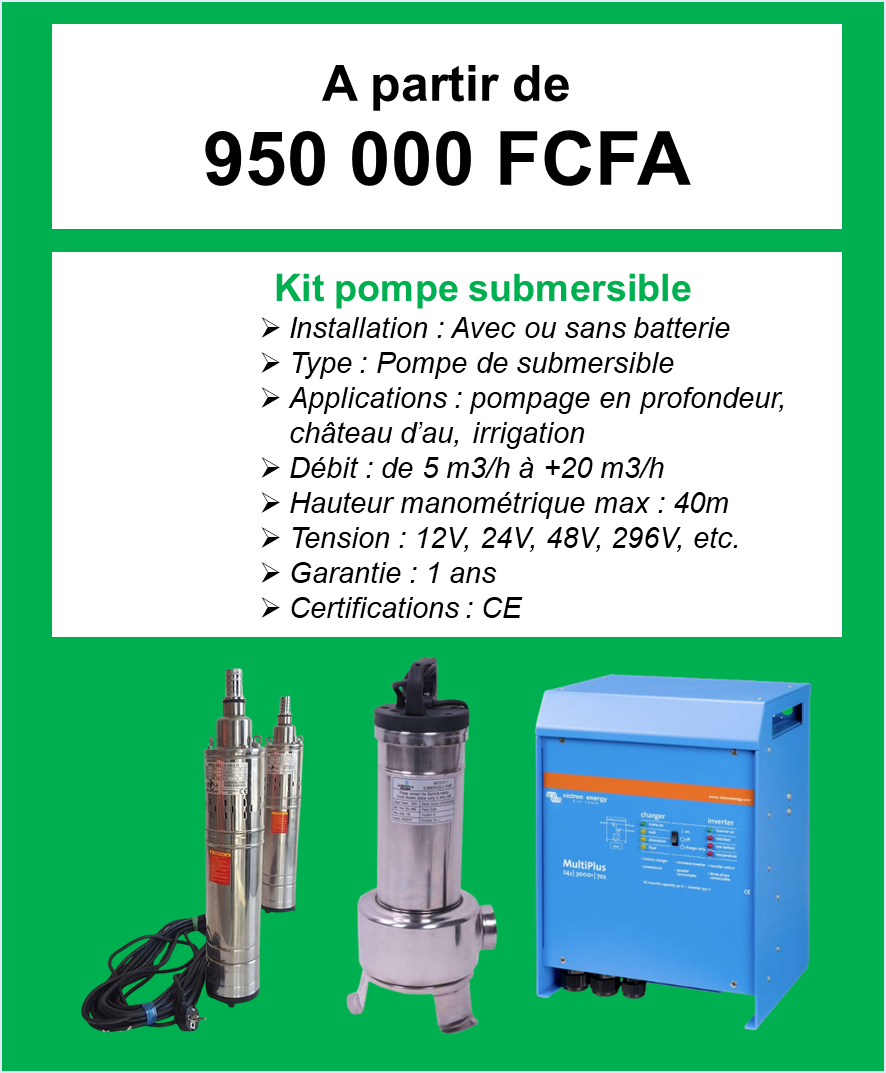 A partir de
950 000 FCFA
Kit pompe submersible
➢ Installation : Avec ou sans batterie
➢ Type : Pompe de submersible
➢ Applications : pompage en profondeur,
château d’au, irrigation
➢ Débit : de 5 m3/h à +20 m3/h
➢ Hauteur manométrique max : 40m
➢ Tension : 12V, 24V, 48V, 296V, etc.
➢ Garantie : 1 ans
➢ Certifications : CE
victron energy
charger
inverter
MultiPlus